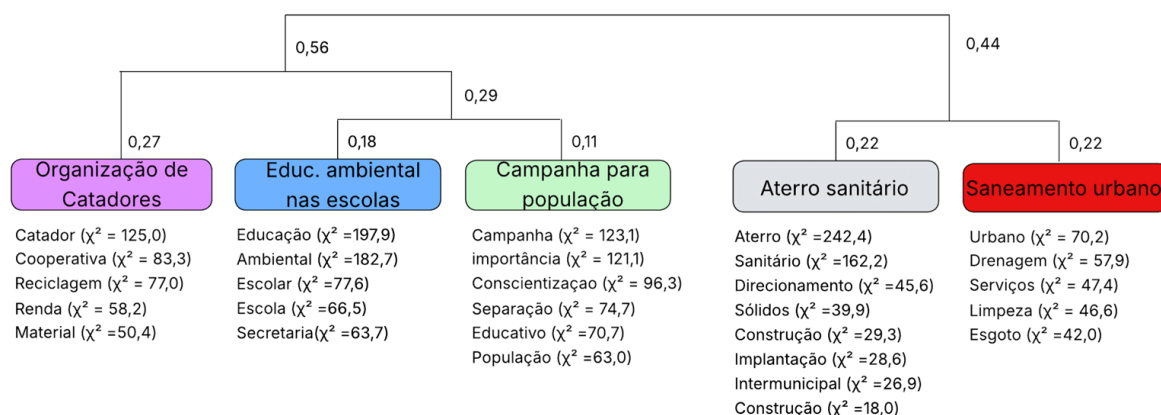 0,56
0,44
0,29
0,27
0,18
0,11
0,22
0,22
Organização de
Catadores
Educ. ambiental
nas escolas
Campanha para
população
Aterro sanitário
Saneamento urbano
Catador (χ² = 125,0)
Cooperativa (χ² = 83,3)
Reciclagem (χ² = 77,0)
Renda (χ² = 58,2)
Material (χ² =50,4)
Educação (χ² =197,9)
Ambiental (χ² =182,7)
Escolar (χ² =77,6)
Escola (χ² =66,5)
Secretaria(χ² =63,7)
Campanha (χ² = 123,1)
importância (χ² = 121,1)
Conscientizaçao (χ² = 96,3)
Separação (χ² = 74,7)
Educativo (χ² = 70,7)
População (χ² = 63,0)
Aterro (χ² =242,4)
Sanitário (χ² =162,2)
Direcionamento (χ² =45,6)
Sólidos (χ² =39,9)
Construção (χ² =29,3)
Implantação (χ² =28,6)
Intermunicipal (χ² =26,9)
Construção (χ² =18,0)
Urbano (χ² = 70,2)
Drenagem (χ² = 57,9)
Serviços (χ² = 47,4)
Limpeza (χ² = 46,6)
Esgoto (χ² =42,0)